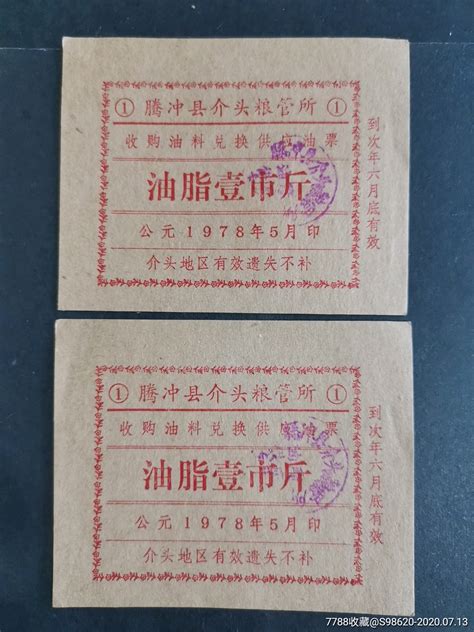 ① 腾冲县介头粮管所 ①
收购油料兑换供应油票
油脂壹市斤
公元1978年5月印
介头地区有效遗失不补
到次年六月底有效
① 腾冲县介头粮管所 ①
收购油料兑换供应油票
油脂壹市斤
公元1978年5月印
介头地区有效遗失不补
到次年六月底有效
7788收藏@S98620-2020.07.13